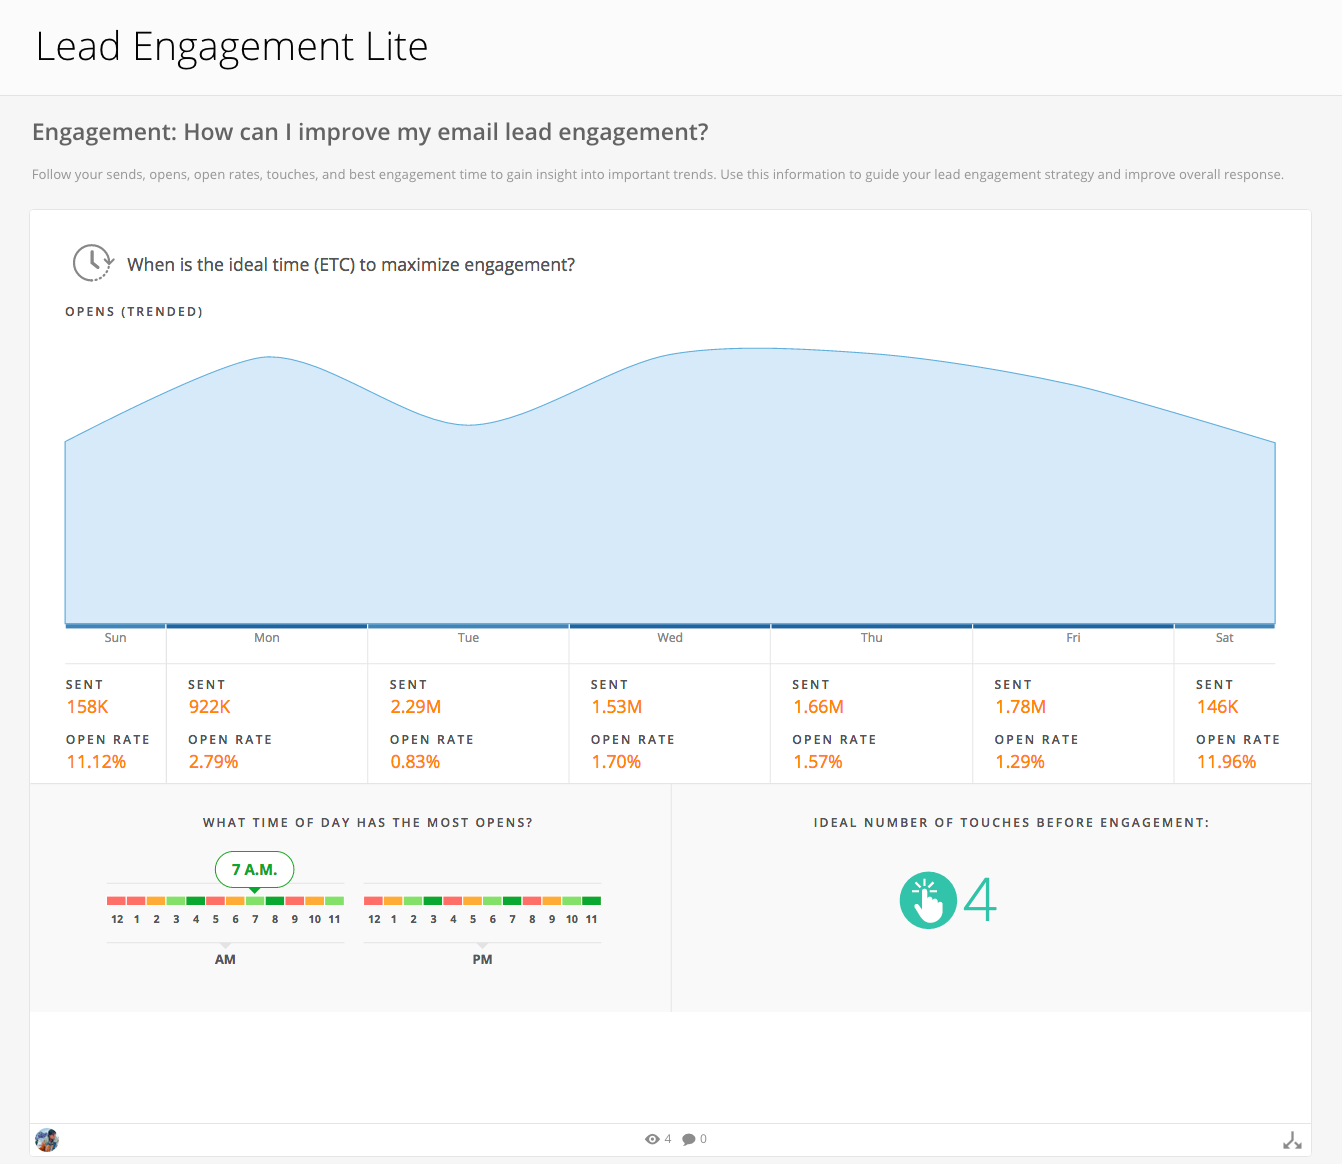 Lead Engagement Lite
Engagement: How can I improve my email lead engagement?
Follow your sends, opens, open rates, touches, and best engagement time to gain insight into important trends. Use this information to guide your lead engagement strategy and improve overall response.
When is the ideal time (ETC) to maximize engagement?
OPENS (TRENDED)
Sun Mon Tue Wed Thu Fri Sat
SENT SENT SENT SENT SENT SENT SENT
158K 922K 2.29M 1.53M 1.66M 1.78M 146K
OPEN RATE OPEN RATE OPEN RATE OPEN RATE OPEN RATE OPEN RATE OPEN RATE
11.12% 2.79% 0.83% 1.70% 1.57% 1.29% 11.96%
WHAT TIME OF DAY HAS THE MOST OPENS?
7 A.M.
12 1 2 3 4 5 6 7 8 9 10 11 12 1 2 3 4 5 6 7 8 9 10 11
AM PM
IDEAL NUMBER OF TOUCHES BEFORE ENGAGEMENT:
4
4 0